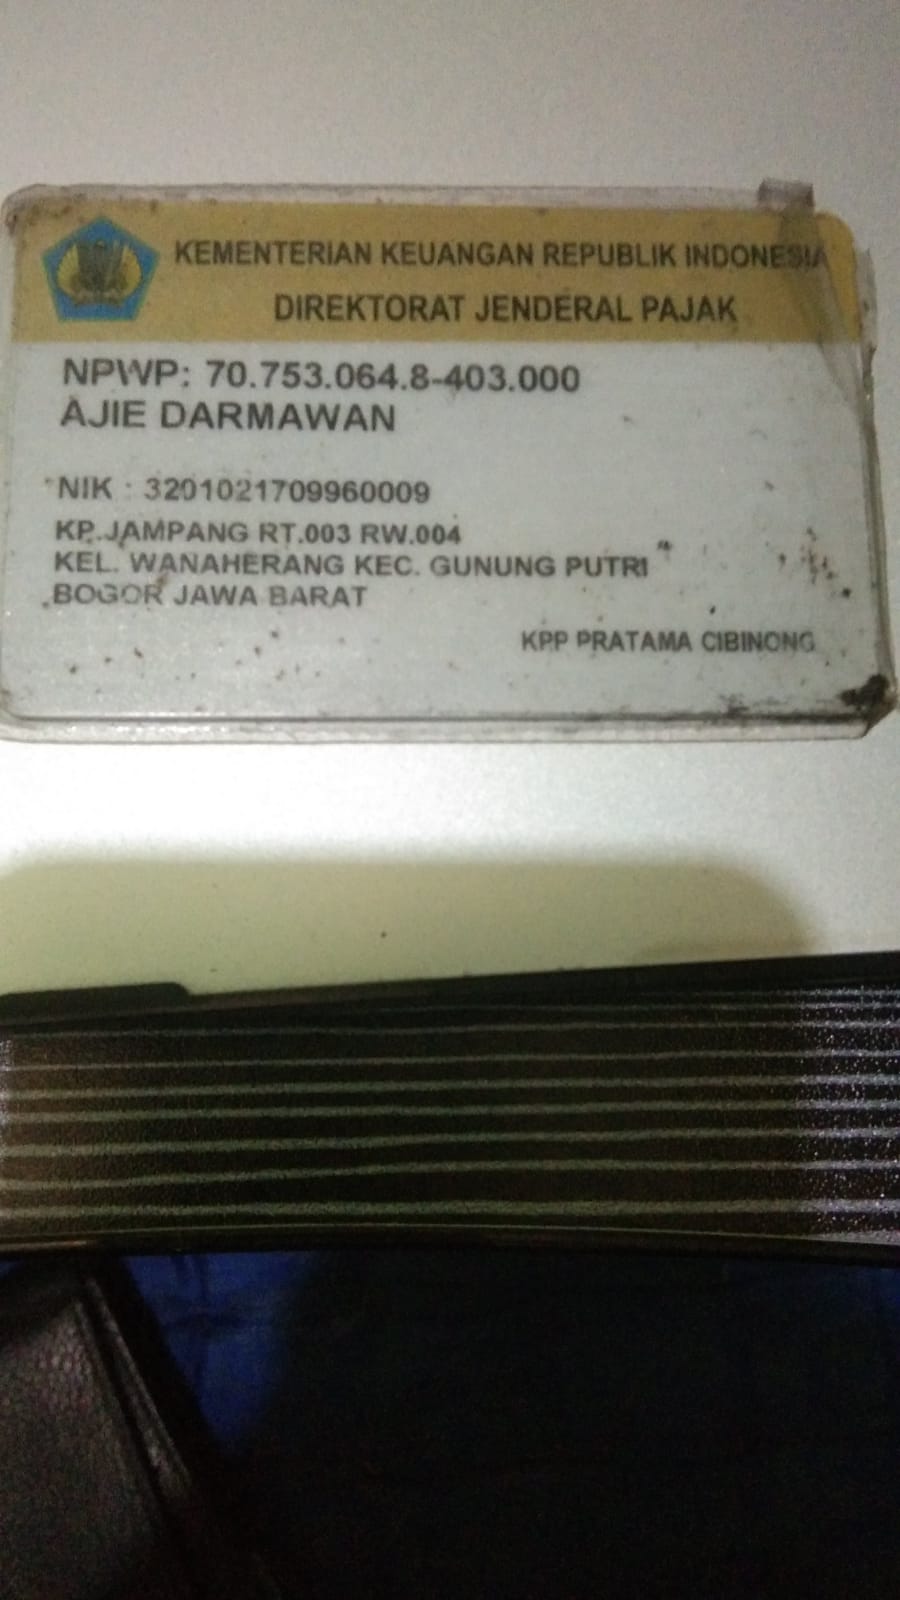 KEMENTERIAN KEUANGAN REPUBLIK INDONESIA
DIREKTORAT JENDERAL PAJAK
NPWP: 70.753.064.8-403.000
AJIE DARMAWAN
NIK : 3201021709960009
KP.JAMPANG RT.003 RW.004
KEL. WANAHERANG KEC. GUNUNG PUTRI
BOGOR JAWA BARAT
KPP PRATAMA CIBINONG